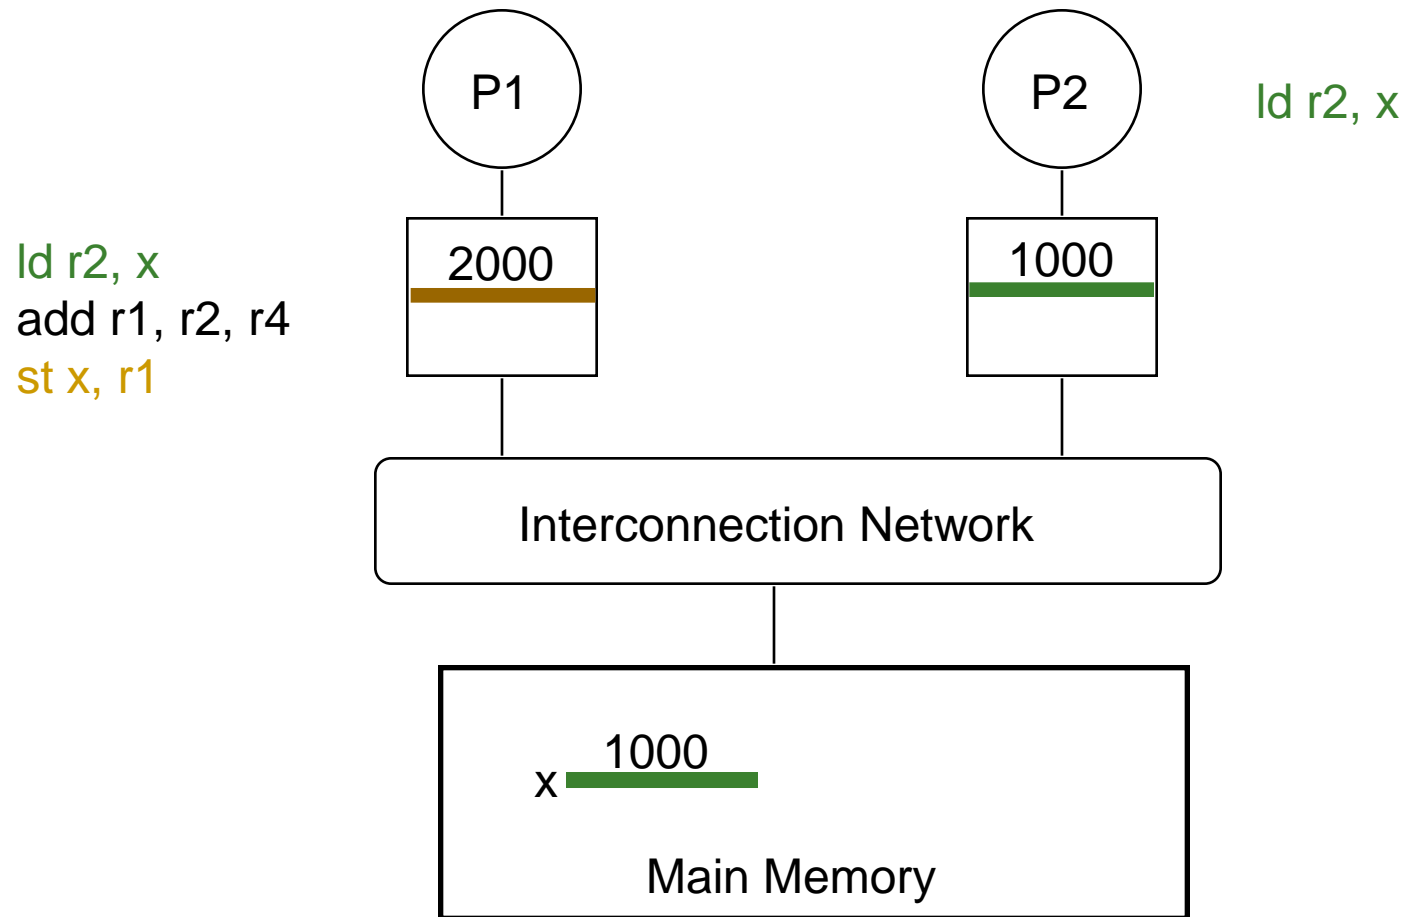 P1
P2
ld r2, x
2000
1000
ld r2, x
add r1, r2, r4
st x, r1
Interconnection Network
1000
x
Main Memory